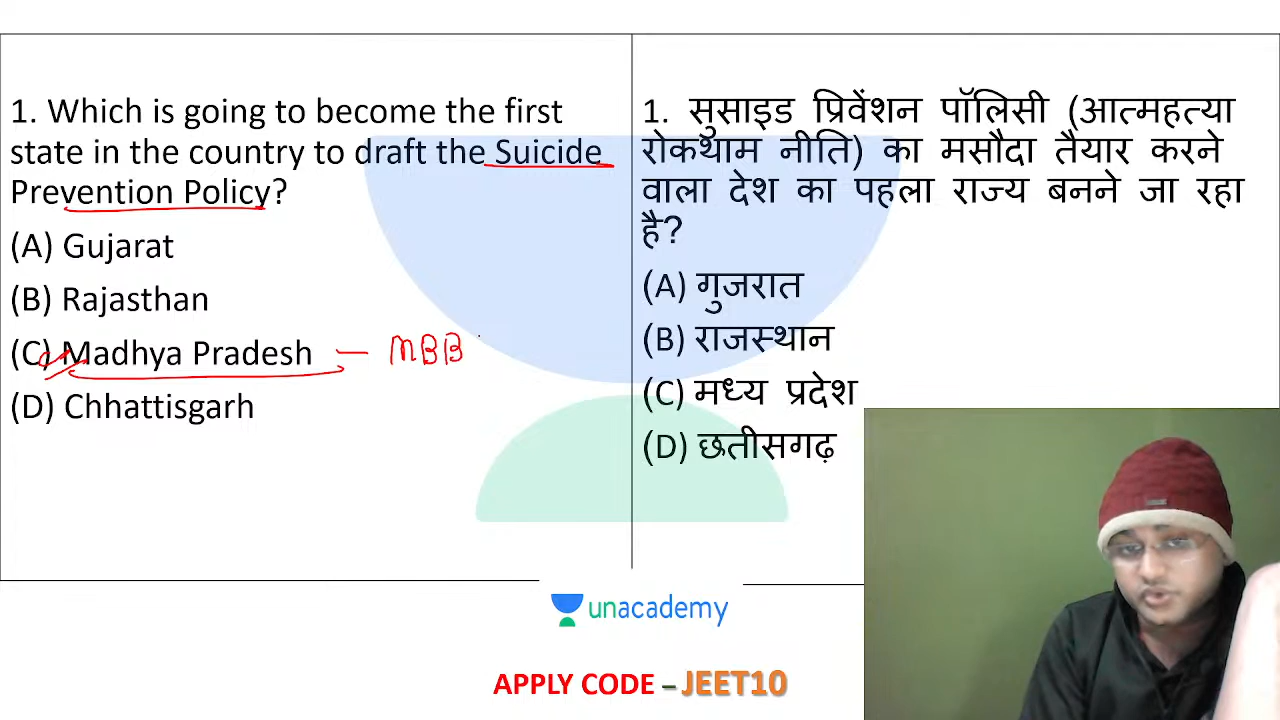 1. Which is going to become the first
state in the country to draft the Suicide
Prevention Policy?
(A) Gujarat
(B) Rajasthan
(C) Madhya Pradesh — MBB
(D) Chhattisgarh
1. सुसाइड प्रिवेंशन पॉलिसी (आत्महत्या
रोकथाम नीति) का मसौदा तैयार करने
वाला देश का पहला राज्य बनने जा रहा
है?
(A) गुजरात
(B) राजस्थान
(C) मध्य प्रदेश
(D) छतीसगढ़
unacademy
APPLY CODE – JEET10